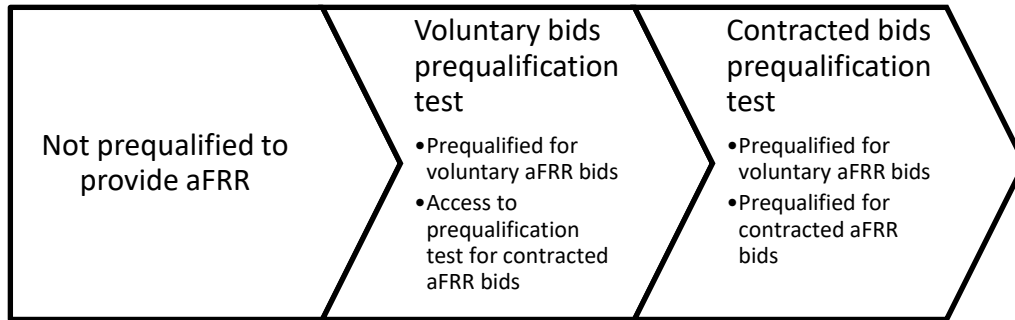 Not prequalified to
provide aFRR
Voluntary bids
prequalification
test
•Prequalified for
voluntary aFRR bids
•Access to
prequalification
test for contracted
aFRR bids
Contracted bids
prequalification
test
•Prequalified for
voluntary aFRR bids
•Prequalified for
contracted aFRR
bids